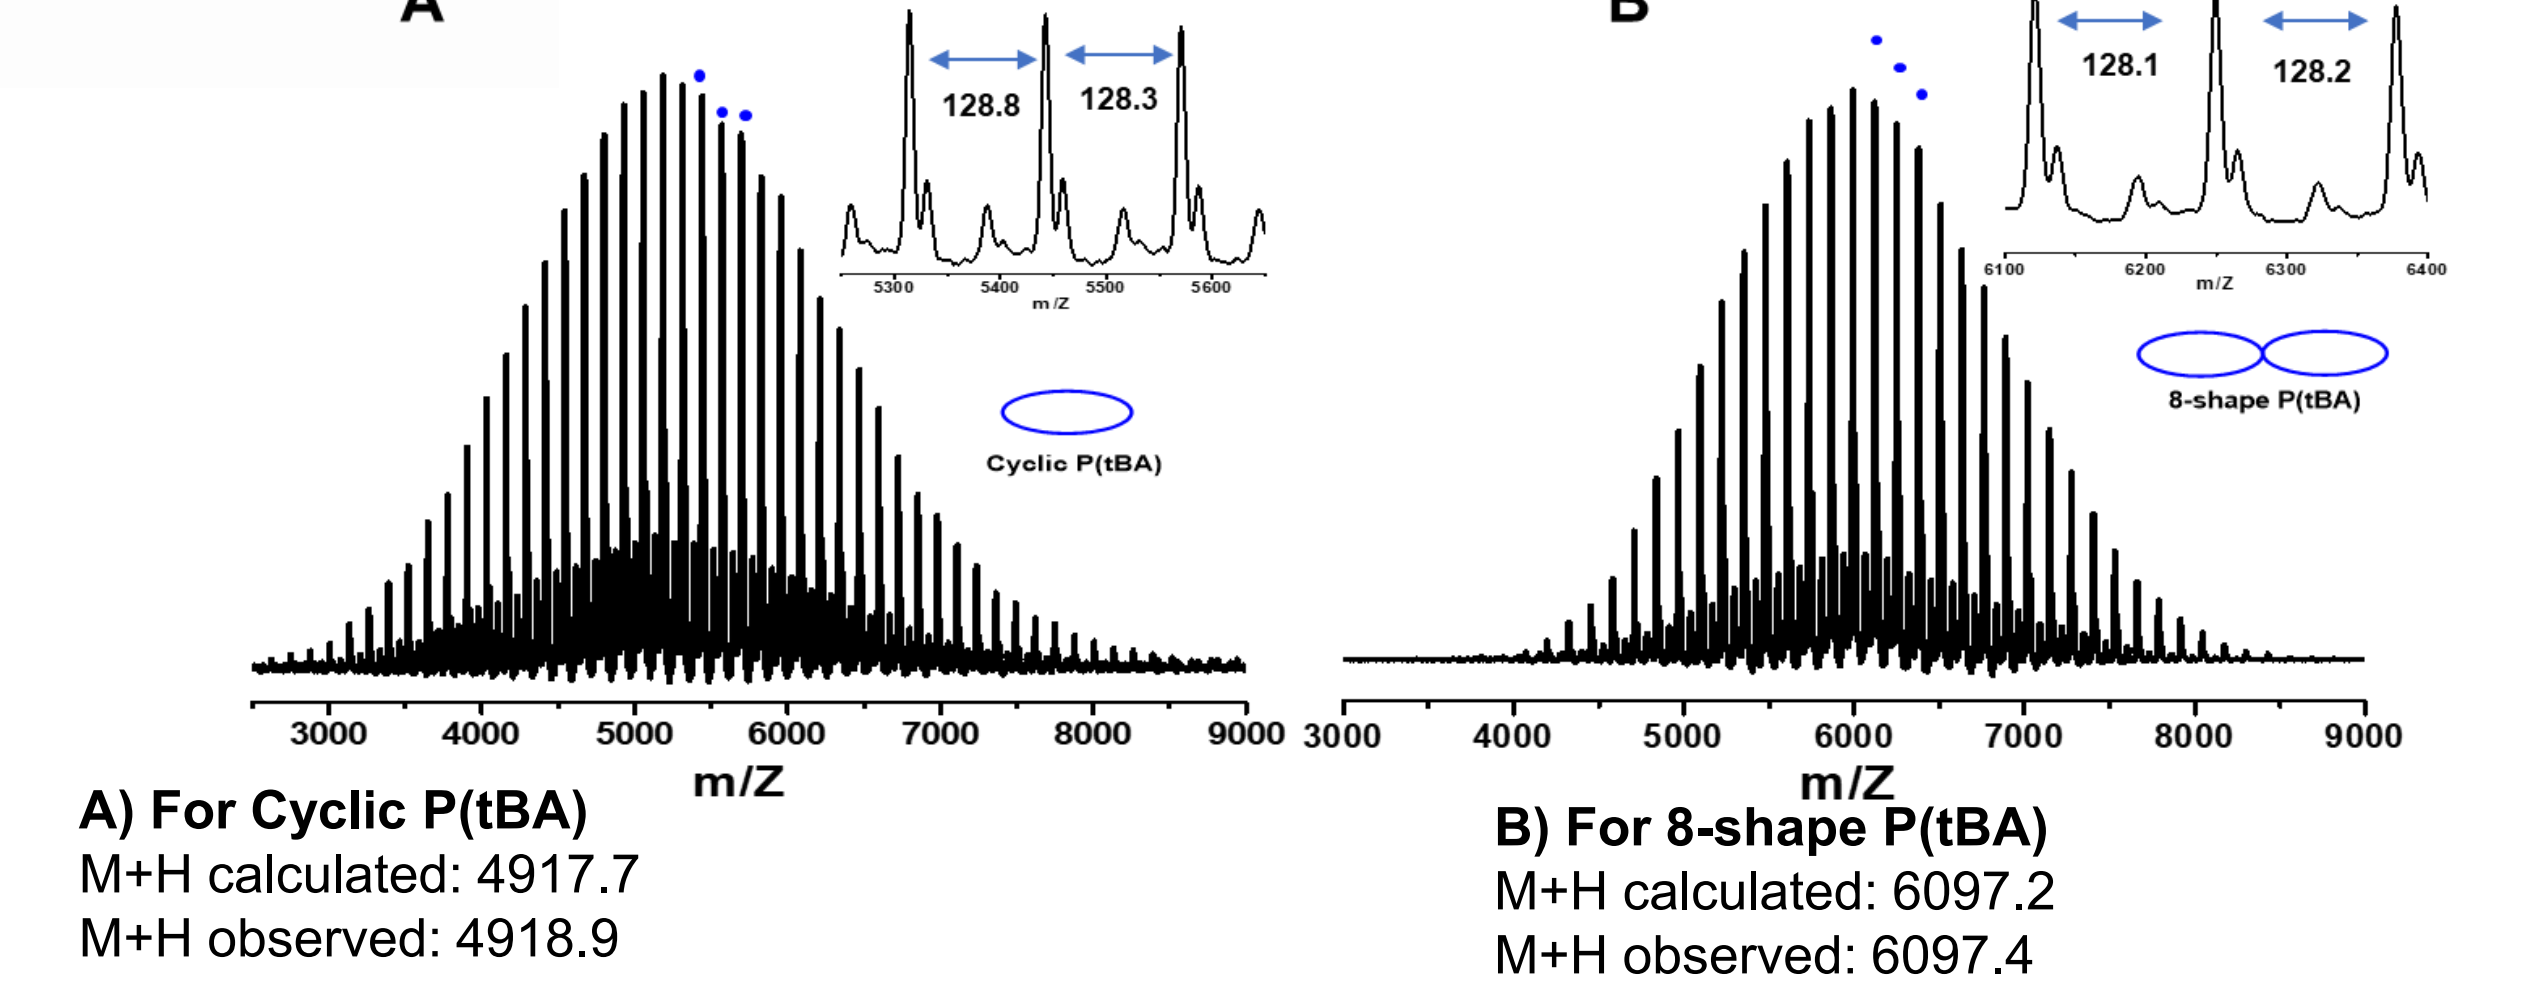 A
128.8
128.3
5300 5400 5500 5600
m/Z
Cyclic P(tBA)
3000 4000 5000 6000 7000 8000 9000
m/Z
A) For Cyclic P(tBA)
M+H calculated: 4917.7
M+H observed: 4918.9
B
128.1
128.2
6100 6200 6300 6400
m/Z
8-shape P(tBA)
3000 4000 5000 6000 7000 8000 9000
m/Z
B) For 8-shape P(tBA)
M+H calculated: 6097.2
M+H observed: 6097.4